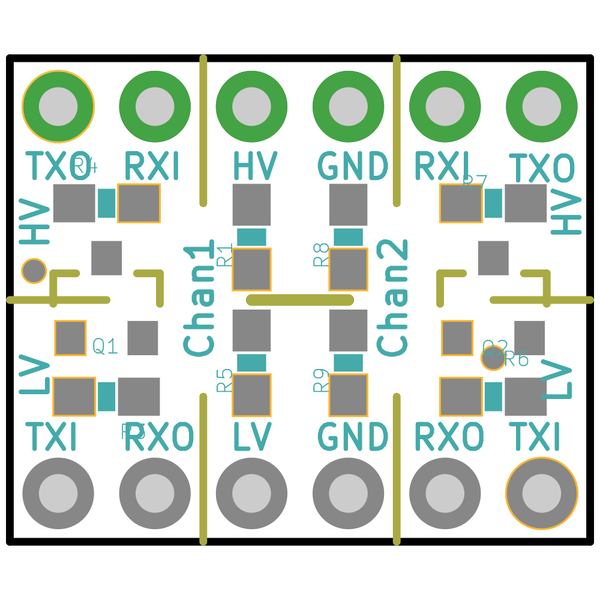 TXO RXI HV GND RXI TXO
R4 R7
HV Chan1 R1 R8 Chan2 HV
Q1 Q2 R6
LV R5 R9 LV
TXI RXO LV GND RXO TXI